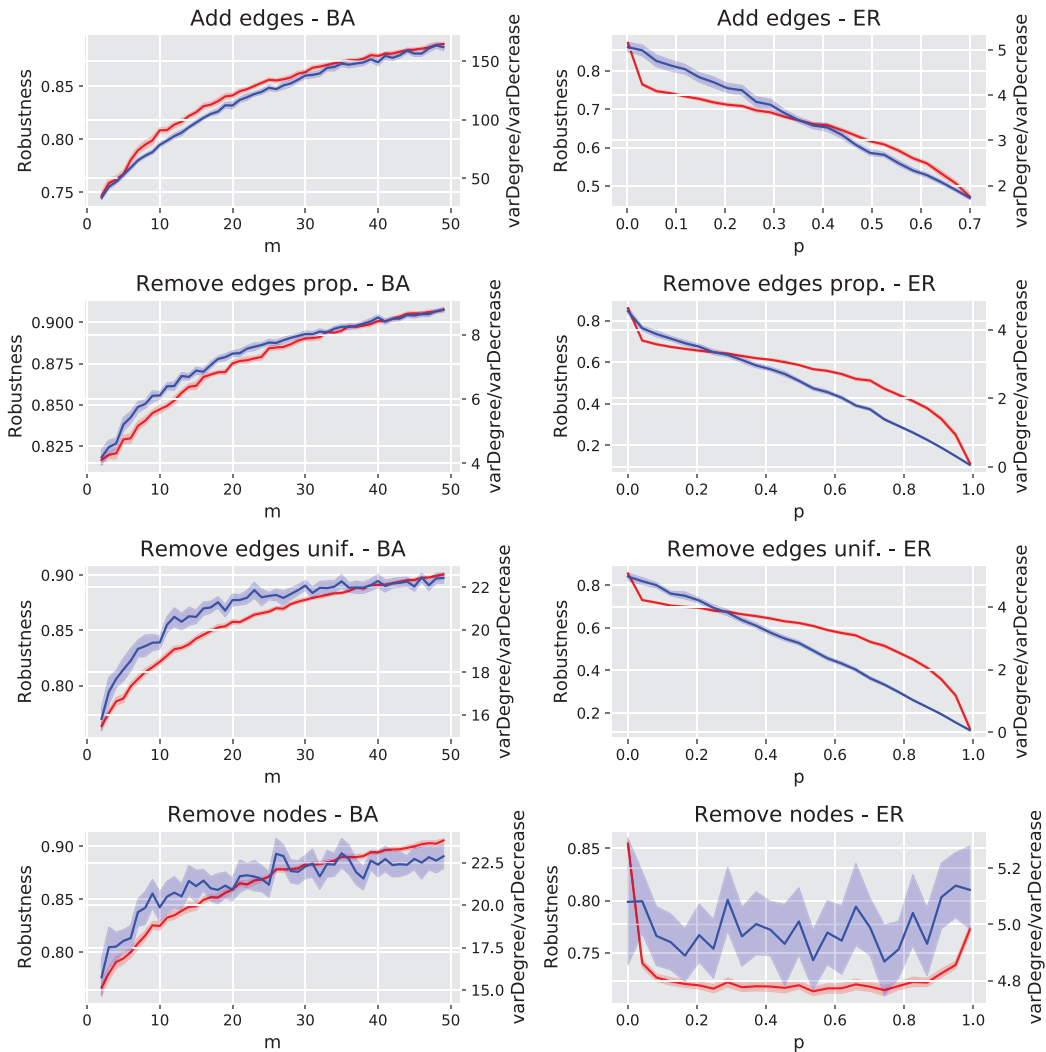 Add edges - BA
Robustness
0.85
0.80
0.75
150
100
50
varDegree/varDecrease
0 10 20 30 40 50
m
Add edges - ER
Robustness
0.8
0.7
0.6
0.5
5
4
3
2
varDegree/varDecrease
0.0 0.1 0.2 0.3 0.4 0.5 0.6 0.7
p
Remove edges prop. - BA
Robustness
0.900
0.875
0.850
0.825
8
6
4
varDegree/varDecrease
0 10 20 30 40 50
m
Remove edges prop. - ER
Robustness
0.8
0.6
0.4
0.2
4
2
0
varDegree/varDecrease
0.0 0.2 0.4 0.6 0.8 1.0
p
Remove edges unif. - BA
Robustness
0.90
0.85
0.80
22
20
18
16
varDegree/varDecrease
0 10 20 30 40 50
m
Remove edges unif. - ER
Robustness
0.8
0.6
0.4
0.2
4
2
0
varDegree/varDecrease
0.0 0.2 0.4 0.6 0.8 1.0
p
Remove nodes - BA
Robustness
0.90
0.85
0.80
22.5
20.0
17.5
15.0
varDegree/varDecrease
0 10 20 30 40 50
m
Remove nodes - ER
Robustness
0.85
0.80
0.75
5.2
5.0
4.8
varDegree/varDecrease
0.0 0.2 0.4 0.6 0.8 1.0
p